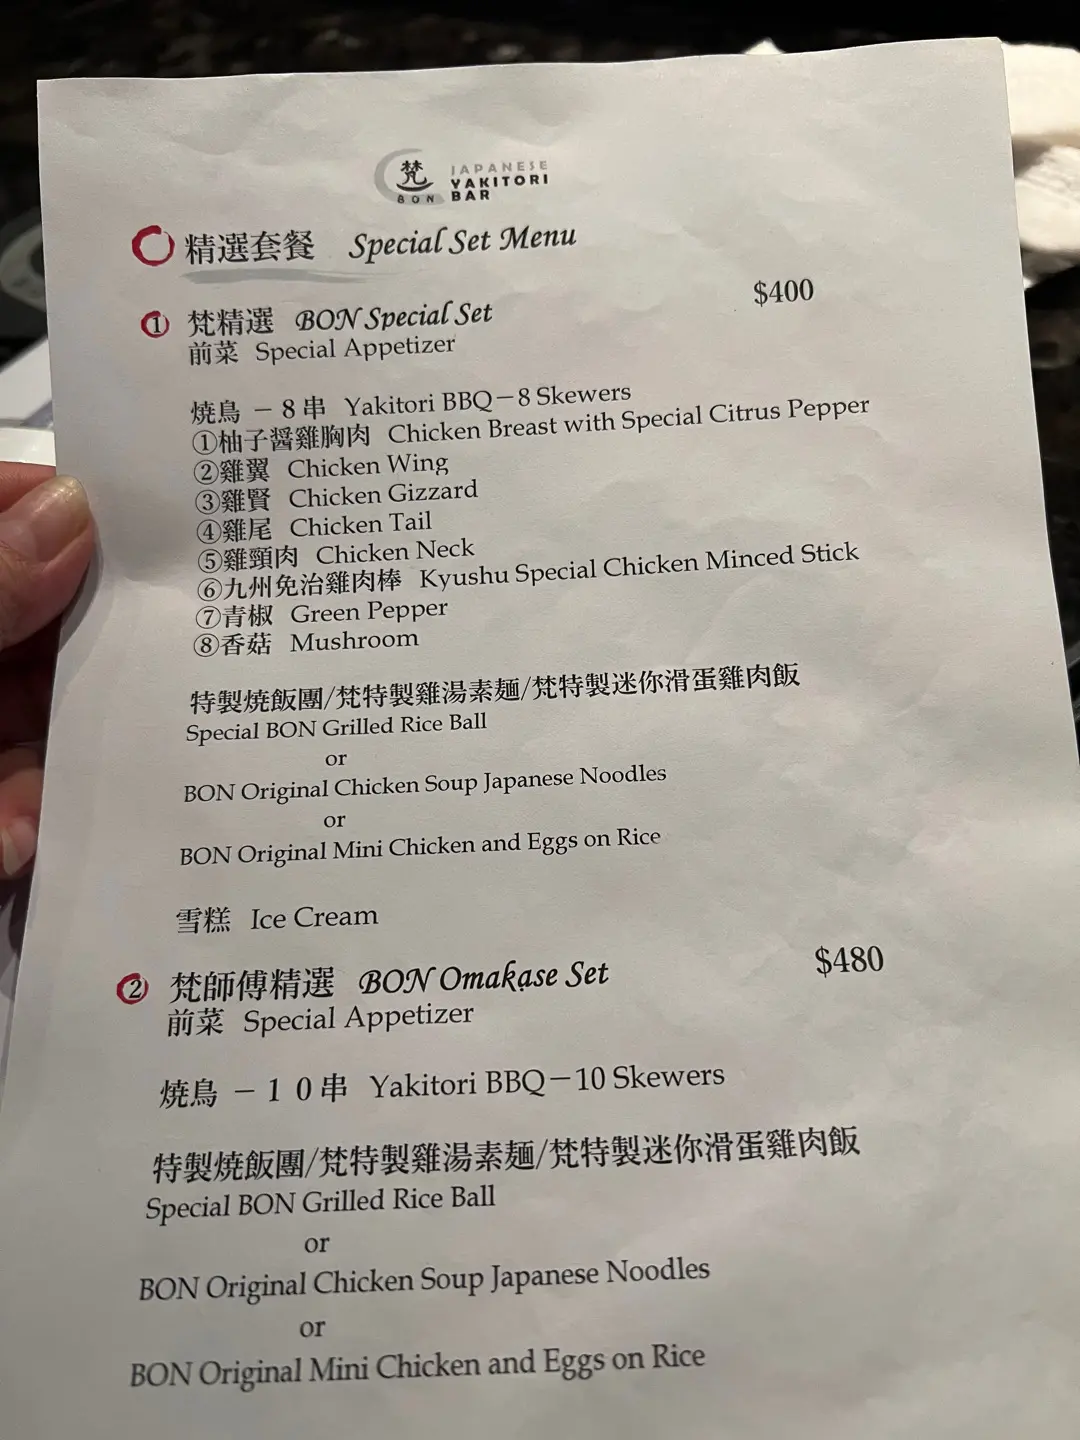 梵
BON
JAPANESE
YAKITORI
BAR
精選套餐 Special Set Menu
① 梵精選 BON Special Set $400
前菜 Special Appetizer
燒鳥 － 8 串 Yakitori BBQ－8 Skewers
①柚子醬雞胸肉 Chicken Breast with Special Citrus Pepper
②雞翼 Chicken Wing
③雞賢 Chicken Gizzard
④雞尾 Chicken Tail
⑤雞頸肉 Chicken Neck
⑥九州免治雞肉棒 Kyushu Special Chicken Minced Stick
⑦青椒 Green Pepper
⑧香菇 Mushroom
特製燒飯團/梵特製雞湯素麵/梵特製迷你滑蛋雞肉飯
Special BON Grilled Rice Ball
or
BON Original Chicken Soup Japanese Noodles
or
BON Original Mini Chicken and Eggs on Rice
雪糕 Ice Cream
② 梵師傅精選 BON Omakase Set $480
前菜 Special Appetizer
燒鳥 －１０串 Yakitori BBQ－10 Skewers
特製燒飯團/梵特製雞湯素麵/梵特製迷你滑蛋雞肉飯
Special BON Grilled Rice Ball
or
BON Original Chicken Soup Japanese Noodles
or
BON Original Mini Chicken and Eggs on Rice